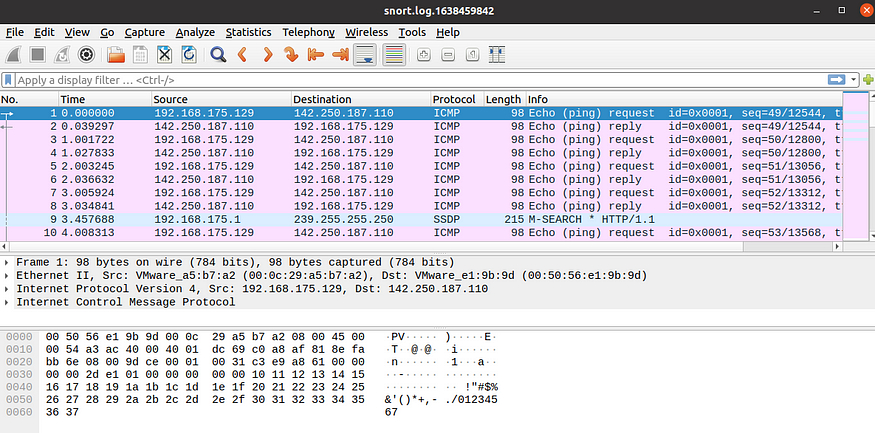 snort.log.1638459842
File Edit View Go Capture Analyze Statistics Telephony Wireless Tools Help
Apply a display filter … <Ctrl-/>
No. Time Source Destination Protocol Length Info
1 0.000000 192.168.175.129 142.250.187.110 ICMP 98 Echo (ping) request id=0x0001, seq=49/12544, t
2 0.039297 142.250.187.110 192.168.175.129 ICMP 98 Echo (ping) reply id=0x0001, seq=49/12544, t
3 1.001722 192.168.175.129 142.250.187.110 ICMP 98 Echo (ping) request id=0x0001, seq=50/12800, t
4 1.027833 142.250.187.110 192.168.175.129 ICMP 98 Echo (ping) reply id=0x0001, seq=50/12800, t
5 2.003245 192.168.175.129 142.250.187.110 ICMP 98 Echo (ping) request id=0x0001, seq=51/13056, t
6 2.036632 142.250.187.110 192.168.175.129 ICMP 98 Echo (ping) reply id=0x0001, seq=51/13056, t
7 3.005924 192.168.175.129 142.250.187.110 ICMP 98 Echo (ping) request id=0x0001, seq=52/13312, t
8 3.034841 142.250.187.110 192.168.175.129 ICMP 98 Echo (ping) reply id=0x0001, seq=52/13312, t
9 3.457688 192.168.175.1 239.255.255.250 SSDP 215 M-SEARCH * HTTP/1.1
10 4.008313 192.168.175.129 142.250.187.110 ICMP 98 Echo (ping) request id=0x0001, seq=53/13568, t
Frame 1: 98 bytes on wire (784 bits), 98 bytes captured (784 bits)
Ethernet II, Src: VMware_a5:b7:a2 (00:0c:29:a5:b7:a2), Dst: VMware_e1:9b:9d (00:50:56:e1:9b:9d)
Internet Protocol Version 4, Src: 192.168.175.129, Dst: 142.250.187.110
Internet Control Message Protocol
0000 00 50 56 e1 9b 9d 00 0c 29 a5 b7 a2 08 00 45 00 ·PV····· )·····E·
0010 00 54 a3 ac 40 00 40 01 dc 69 c0 a8 af 81 8e fa ·T··@·@· ·i······
0020 bb 6e 08 00 9d ce 00 01 00 31 c3 e9 a8 61 00 00 ·n······ ·1···a··
0030 00 00 2d e1 01 00 00 00 00 00 10 11 12 13 14 15 ··-····· ········
0040 16 17 18 19 1a 1b 1c 1d 1e 1f 20 21 22 23 24 25 ········ ·· !"#$%
0050 26 27 28 29 2a 2b 2c 2d 2e 2f 30 31 32 33 34 35 &'()*+,- ./012345
0060 36 37 67